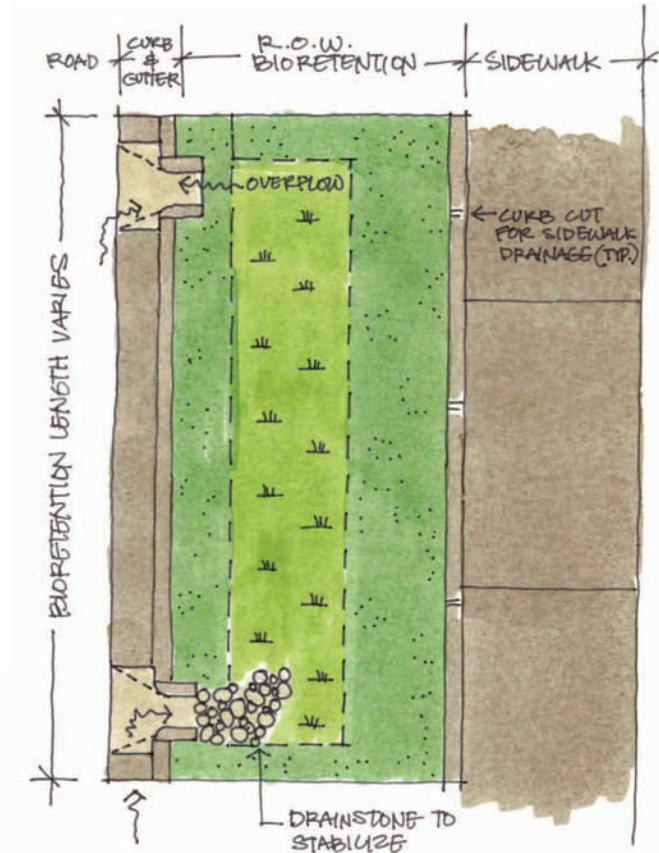 ROAD
CURB
&
GUTTER
R.O.W.
BIORETENTION
SIDEWALK
OVERFLOW
CURB CUT
FOR SIDEWALK
DRAINAGE (TYP.)
BIORETENTION LENGTH VARIES
DRAINSTONE TO
STABILIZE